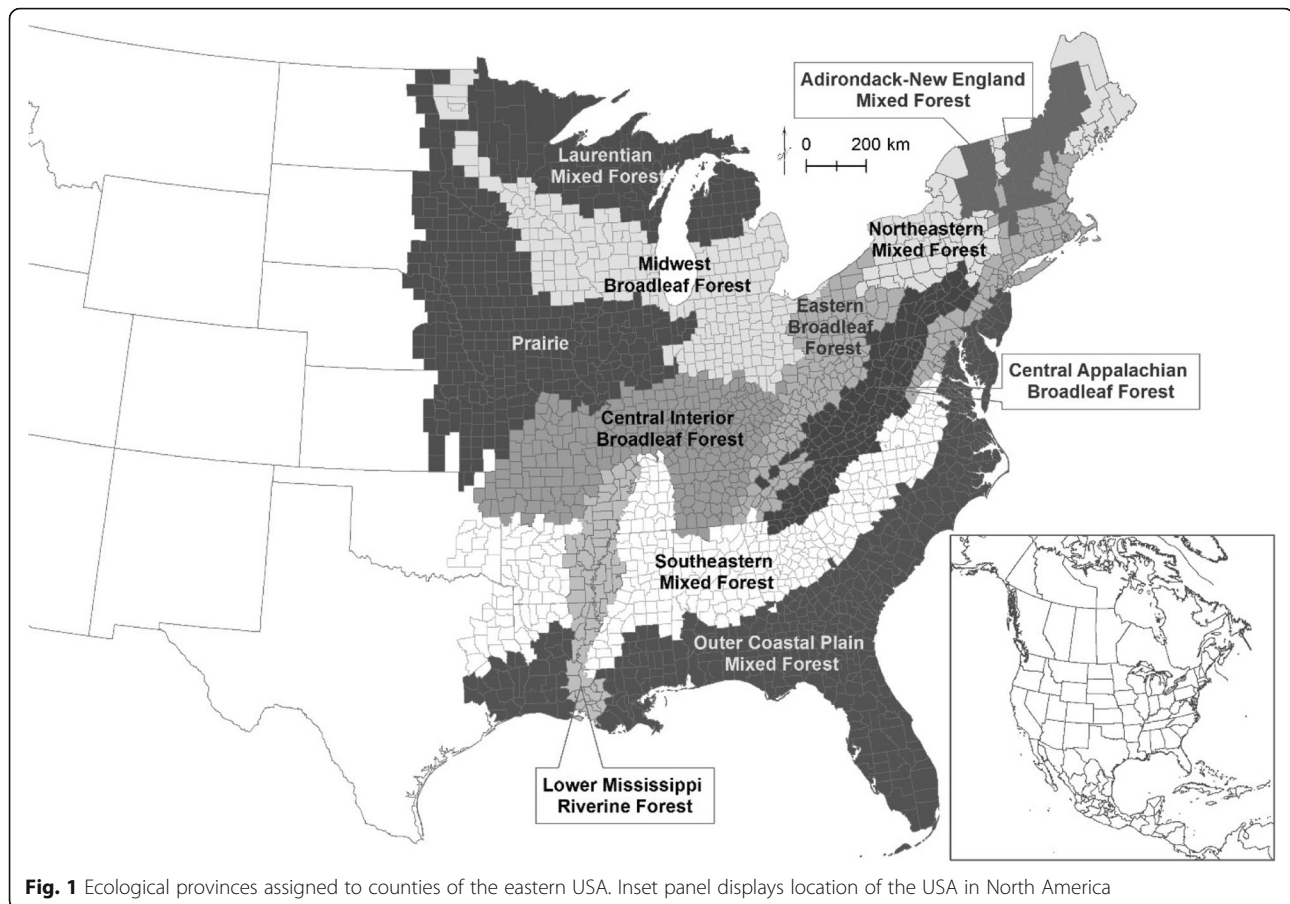 Adirondack-New England
Mixed Forest
0 200 km
Laurentian
Mixed Forest
Northeastern
Mixed Forest
Midwest
Broadleaf Forest
Eastern
Broadleaf
Forest
Prairie
Central Appalachian
Broadleaf Forest
Central Interior
Broadleaf Forest
Southeastern
Mixed Forest
Outer Coastal Plain
Mixed Forest
Lower Mississippi
Riverine Forest
Fig. 1 Ecological provinces assigned to counties of the eastern USA. Inset panel displays location of the USA in North America